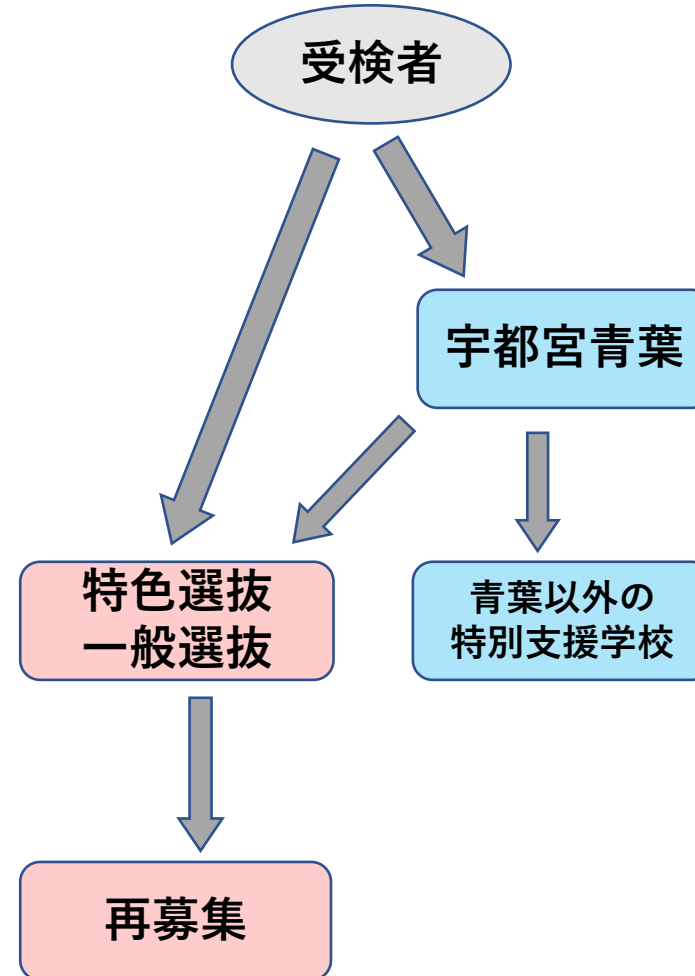 受検者
宇都宮青葉
特色選抜
一般選抜
青葉以外の
特別支援学校
再募集